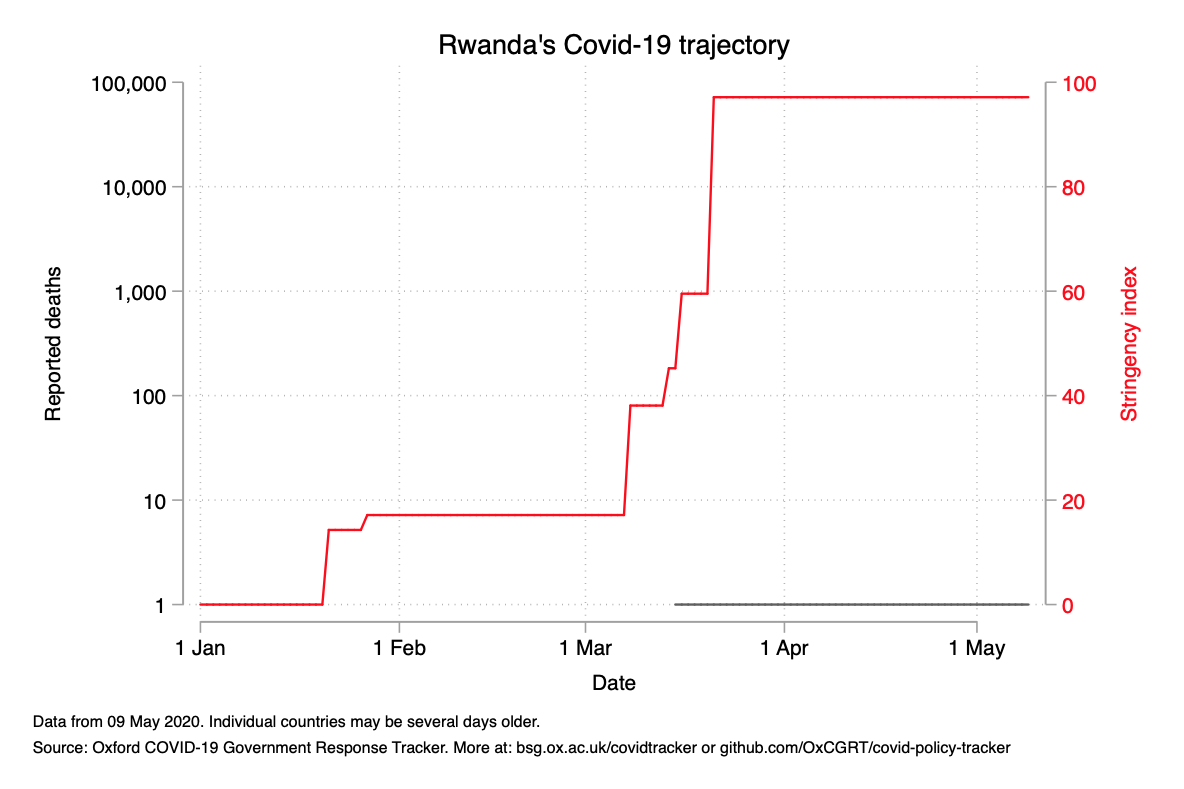 Rwanda's Covid-19 trajectory
100,000
10,000
1,000
100
10
1
Reported deaths
100
80
60
40
20
0
Stringency index
1 Jan
1 Feb
1 Mar
1 Apr
1 May
Date
Data from 09 May 2020. Individual countries may be several days older.
Source: Oxford COVID-19 Government Response Tracker. More at: bsg.ox.ac.uk/covidtracker or github.com/OxCGRT/covid-policy-tracker